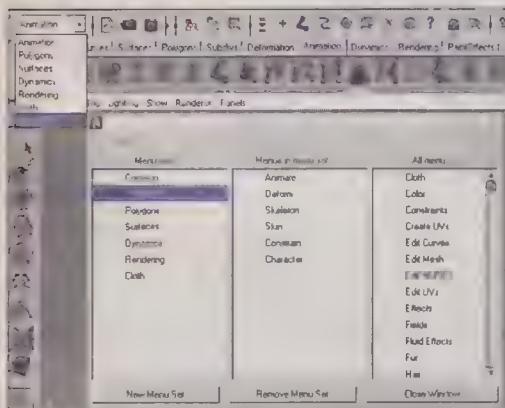 Animation
Animation
Polygons
Surfaces
Dynamics
Rendering
Cloth
Surfaces Polygons Subdivs Deformation Animation Dynamics Rendering PaintEffects
Lighting Show Renderer Panels
Menu sets Menus in menu set All menus
Common Animate Cloth
Deform Color
Polygons Skeleton Constraints
Surfaces Skin Create UVs
Dynamics Constrain Edit Curves
Rendering Character Edit Mesh
Cloth
Edit UVs
Effects
Fields
Fluid Effects
Fur
Hair
New Menu Set Remove Menu Set Close Window